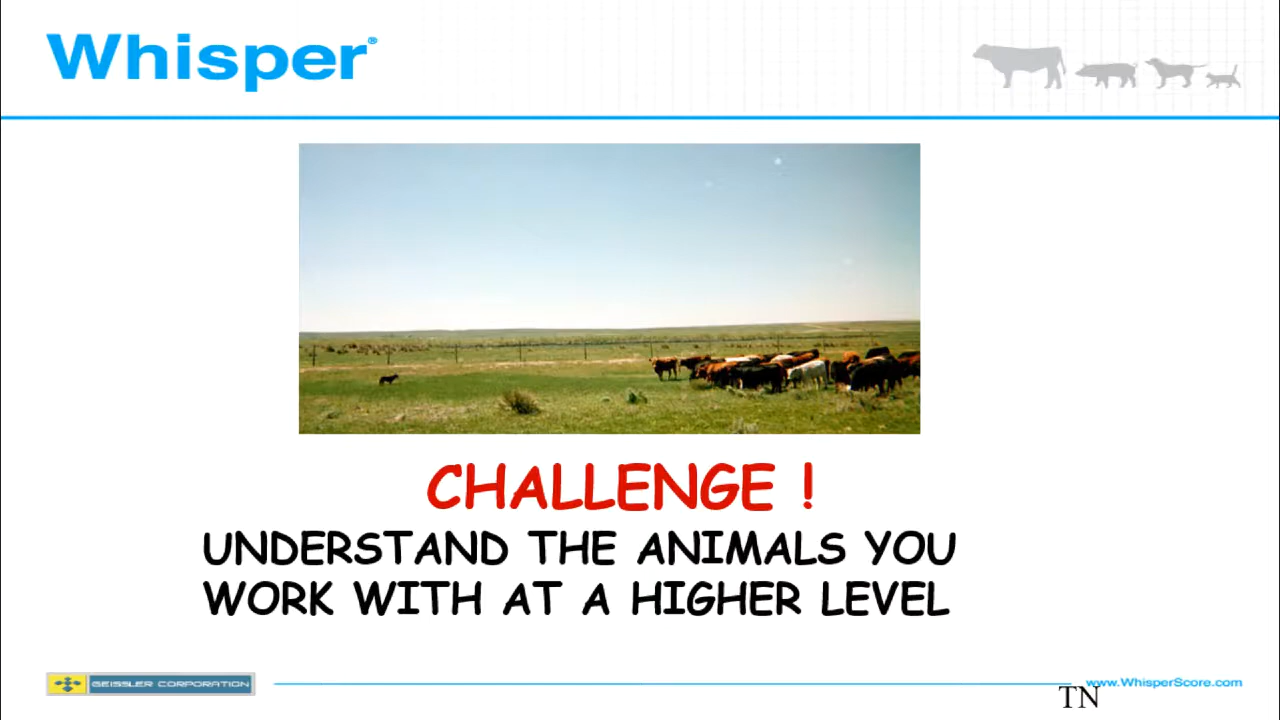 Whisper®
CHALLENGE !
UNDERSTAND THE ANIMALS YOU
WORK WITH AT A HIGHER LEVEL
GEISSLER CORPORATION
www.WhisperScore.com
TN